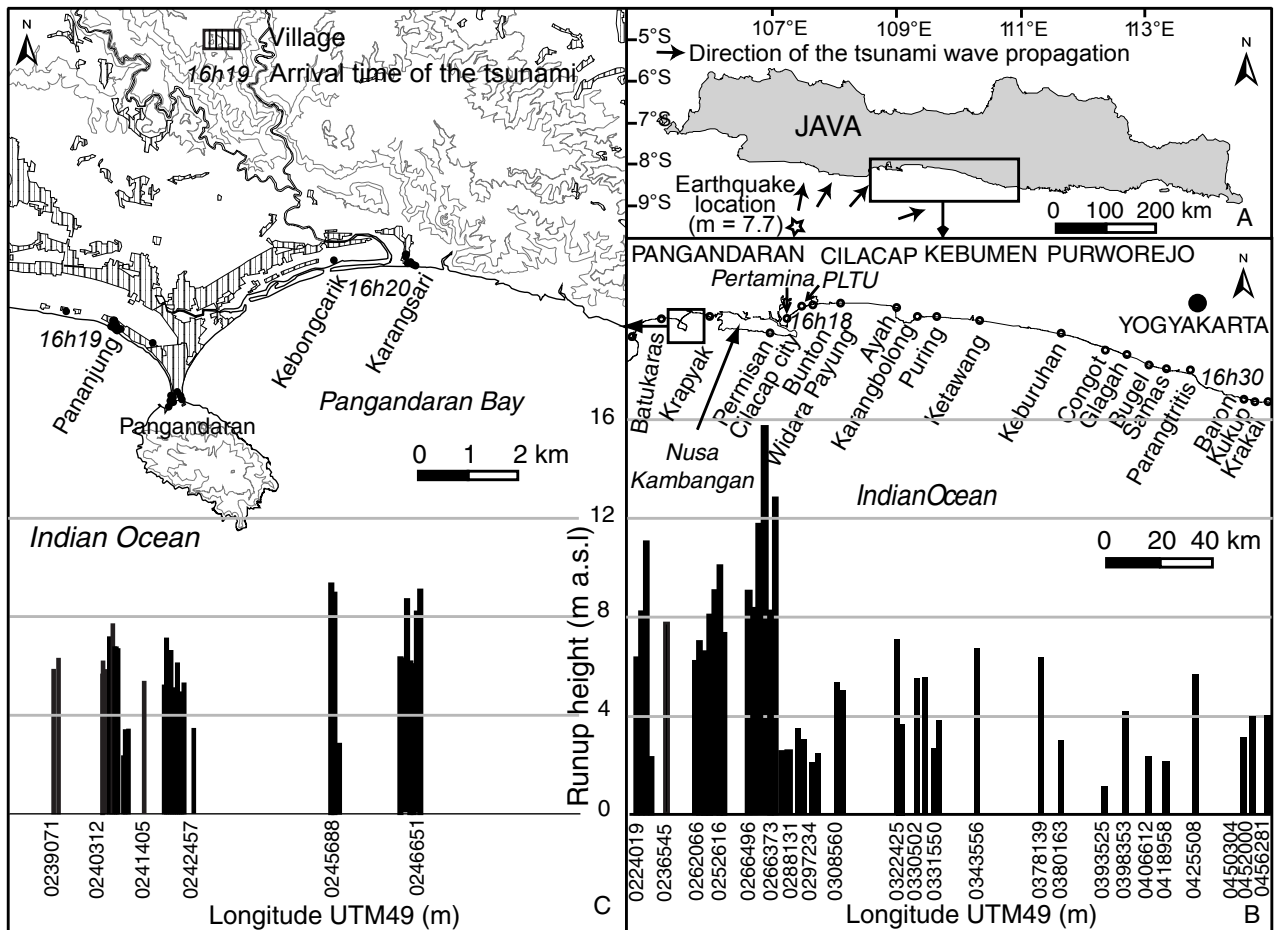 N
Village
16h19 Arrival time of the tsunami
16h19
Pananjung
Pangandaran
Kebongcarik
16h20
Karangsari
Pangandaran Bay
0 1 2 km
Indian Ocean
0239071
0240312
0241405
0242457
0245688
0246651
Longitude UTM49 (m)
C
107°E 109°E 111°E 113°E
5°S
6°S
7°S
8°S
9°S
Direction of the tsunami wave propagation
N
JAVA
Earthquake
location
(m = 7.7)
0 100 200 km
A
PANGANDARAN CILACAP KEBUMEN PURWOREJO
N
Pertamina PLTU
16h18
YOGYAKARTA
16h30
Batukaras
Krapyak
Permisan
Cilacap city
Bunton
Widara Payung
Ayah
Karangbolong
Puring
Ketawang
Keburuhan
Congot
Glagah
Bugel
Samas
Parangtritis
Baron
Kukup
Krakal
Nusa
Kambangan
Indian Ocean
0 20 40 km
Runup height (m a.s.l)
16
12
8
4
0
0224019
0236545
0262066
0252616
0266496
0266373
0288131
0297234
0308560
0322425
0330502
0331550
0343556
0378139
0380163
0393525
0398353
0406612
0418958
0425508
0450304
0452000
0456281
Longitude UTM49 (m)
B